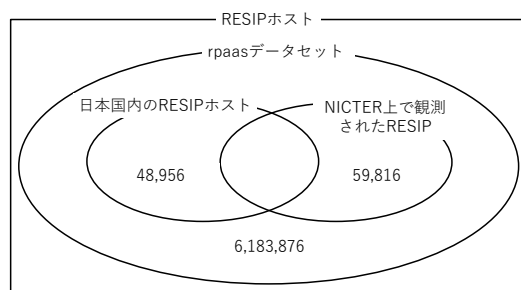 RESIPホスト
rpaasデータセット
日本国内のRESIPホスト
NICTER上で観測
されたRESIP
48,956
59,816
6,183,876